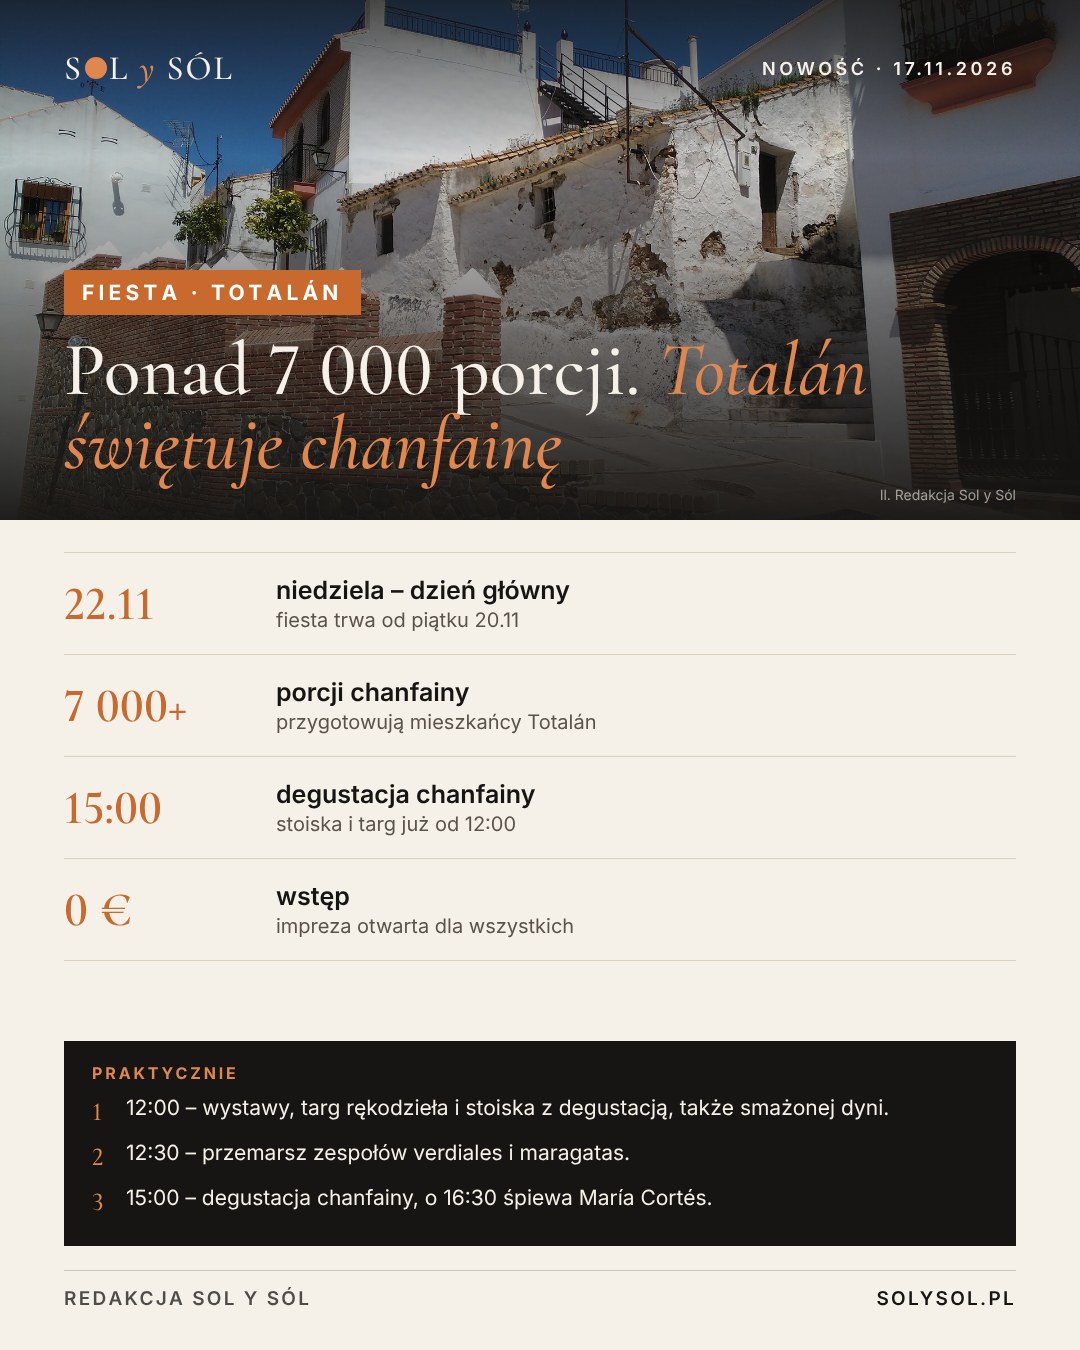 SOL y SÓL
NOWOŚĆ · 17.11.2026
FIESTA · TOTALÁN
Ponad 7 000 porcji. Totalán
świętuje chanfainę
Il. Redakcja Sol y Sól
22.11
niedziela – dzień główny
fiesta trwa od piątku 20.11
7 000+
porcji chanfainy
przygotowują mieszkańcy Totalán
15:00
degustacja chanfainy
stoiska i targ już od 12:00
0 €
wstęp
impreza otwarta dla wszystkich
PRAKTYCZNIE
1 12:00 – wystawy, targ rękodzieła i stoiska z degustacją, także smażonej dyni.
2 12:30 – przemarsz zespołów verdiales i maragatas.
3 15:00 – degustacja chanfainy, o 16:30 śpiewa María Cortés.
REDAKCJA SOL Y SÓL
SOLYSOL.PL